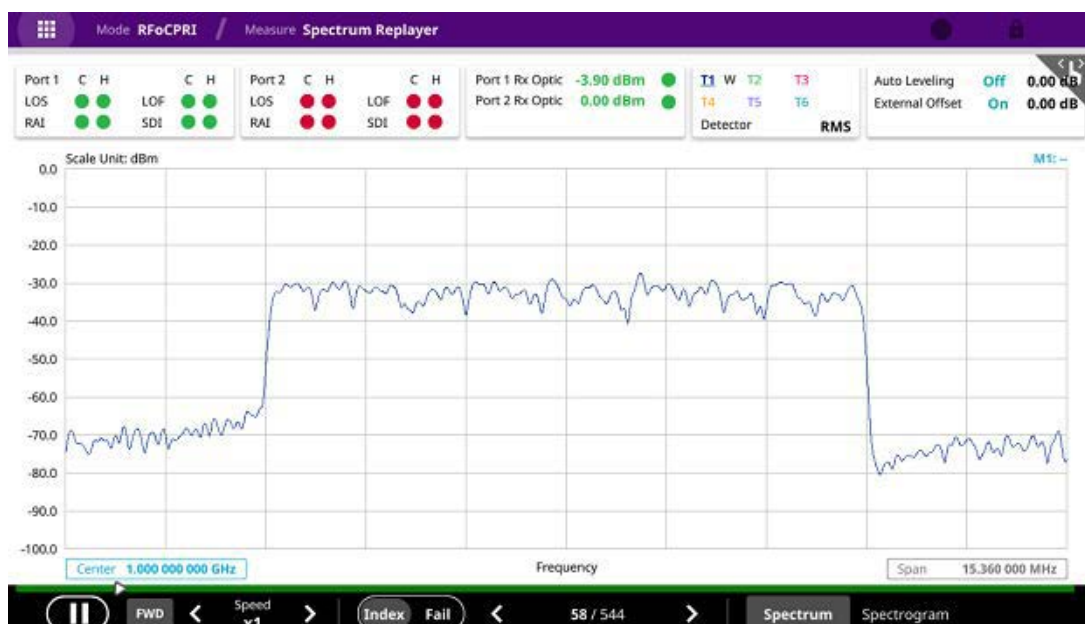 Mode RFoCPRI / Measure Spectrum Replayer
Port 1 C H C H
LOS LOF
RAI SDI
Port 2 C H C H
LOS LOF
RAI SDI
Port 1 Rx Optic -3.90 dBm
Port 2 Rx Optic 0.00 dBm
T1 W T2 T3
T4 T5 T6
Detector RMS
Auto Leveling Off 0.00 dB
External Offset On 0.00 dB
Scale Unit: dBm
M1: --
0.0
-10.0
-20.0
-30.0
-40.0
-50.0
-60.0
-70.0
-80.0
-90.0
-100.0
Center 1.000 000 000 GHz
Frequency
Span 15.360 000 MHz
FWD
Speed
x1
Index Fail
58 / 544
Spectrum Spectrogram